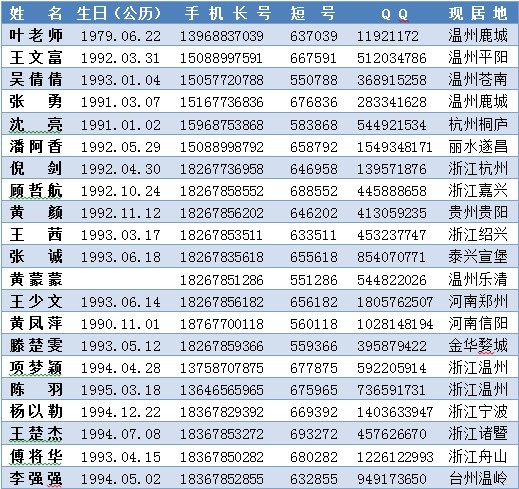 姓 名 生日（公历） 手 机 长 号 短 号 Q Q 现 居 地
叶老师 1979.06.22 13968837039 637039 11921172 温州鹿城
王文富 1992.03.31 15088997591 667591 512034786 温州平阳
吴倩倩 1993.01.04 15057720788 550788 368915258 温州苍南
张 勇 1991.03.07 15167736836 676836 283341628 温州鹿城
沈 亮 1991.01.02 15968753868 583868 544921534 杭州桐庐
潘阿香 1992.05.29 15088998792 658792 1549348171 丽水遂昌
倪 剑 1992.04.30 18267736958 646958 139571876 浙江杭州
顾哲航 1992.10.24 18267858552 688552 445888658 浙江嘉兴
黄 颜 1992.11.12 18267856202 646202 413059235 贵州贵阳
王 茜 1993.03.17 18267853511 633511 453237747 浙江绍兴
张 诚 1993.06.18 18267835618 655618 854070771 泰兴宣堡
黄蒙蒙 18267851286 551286 544822026 温州乐清
王少文 1993.06.14 18267856182 656182 1805762507 河南郑州
黄凤萍 1990.11.01 18767700118 560118 1028148194 河南信阳
滕楚雯 1993.05.12 18267859366 559366 395879422 金华婺城
项梦颖 1994.04.28 13758707875 677875 592205914 浙江温州
陈 羽 1995.03.18 13646565965 675965 736591731 浙江温州
杨以勒 1994.12.22 18367829392 669392 1403633947 浙江宁波
王楚杰 1994.07.08 18367853272 693272 457626670 浙江诸暨
傅将华 1993.04.15 18367850282 680282 1226122993 浙江舟山
李强强 1994.05.02 18367852855 632855 949173650 台州温岭